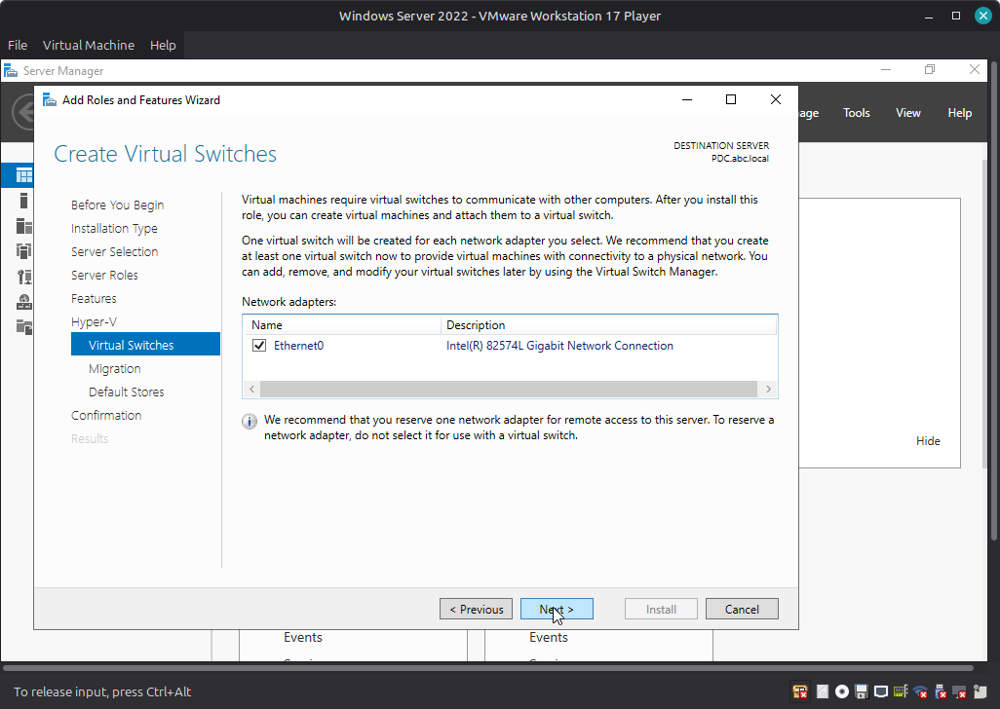 Windows Server 2022 - VMware Workstation 17 Player
File Virtual Machine Help
Server Manager
Add Roles and Features Wizard
age Tools View Help
Create Virtual Switches
DESTINATION SERVER
PDC.abc.local
Before You Begin
Installation Type
Server Selection
Server Roles
Features
Hyper-V
Virtual Switches
Migration
Default Stores
Confirmation
Results
Virtual machines require virtual switches to communicate with other computers. After you install this
role, you can create virtual machines and attach them to a virtual switch.
One virtual switch will be created for each network adapter you select. We recommend that you create
at least one virtual switch now to provide virtual machines with connectivity to a physical network. You
can add, remove, and modify your virtual switches later by using the Virtual Switch Manager.
Network adapters:
Name Description
Ethernet0 Intel(R) 82574L Gigabit Network Connection
We recommend that you reserve one network adapter for remote access to this server. To reserve a
network adapter, do not select it for use with a virtual switch.
Hide
< Previous Next > Install Cancel
Events Events
To release input, press Ctrl+Alt